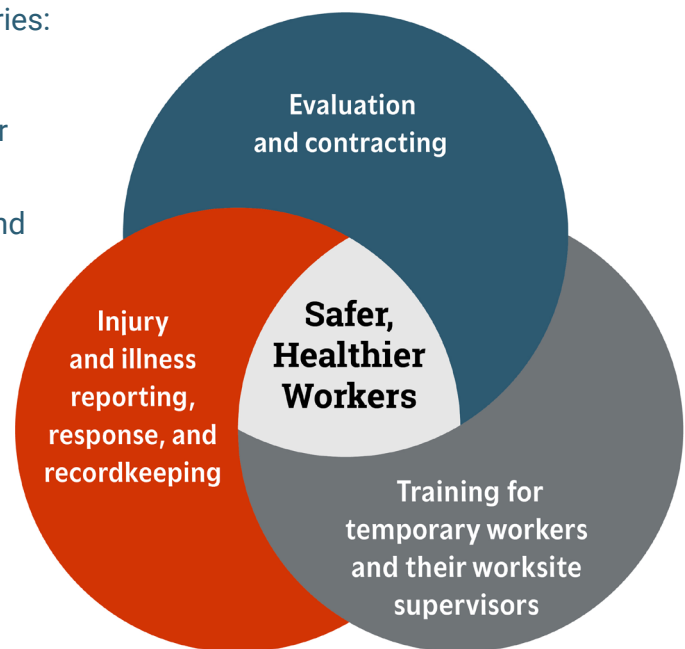 ries:
r
nd
Evaluation
and contracting
Safer,
Healthier
Workers
Injury
and illness
reporting,
response, and
recordkeeping
Training for
temporary workers
and their worksite
supervisors